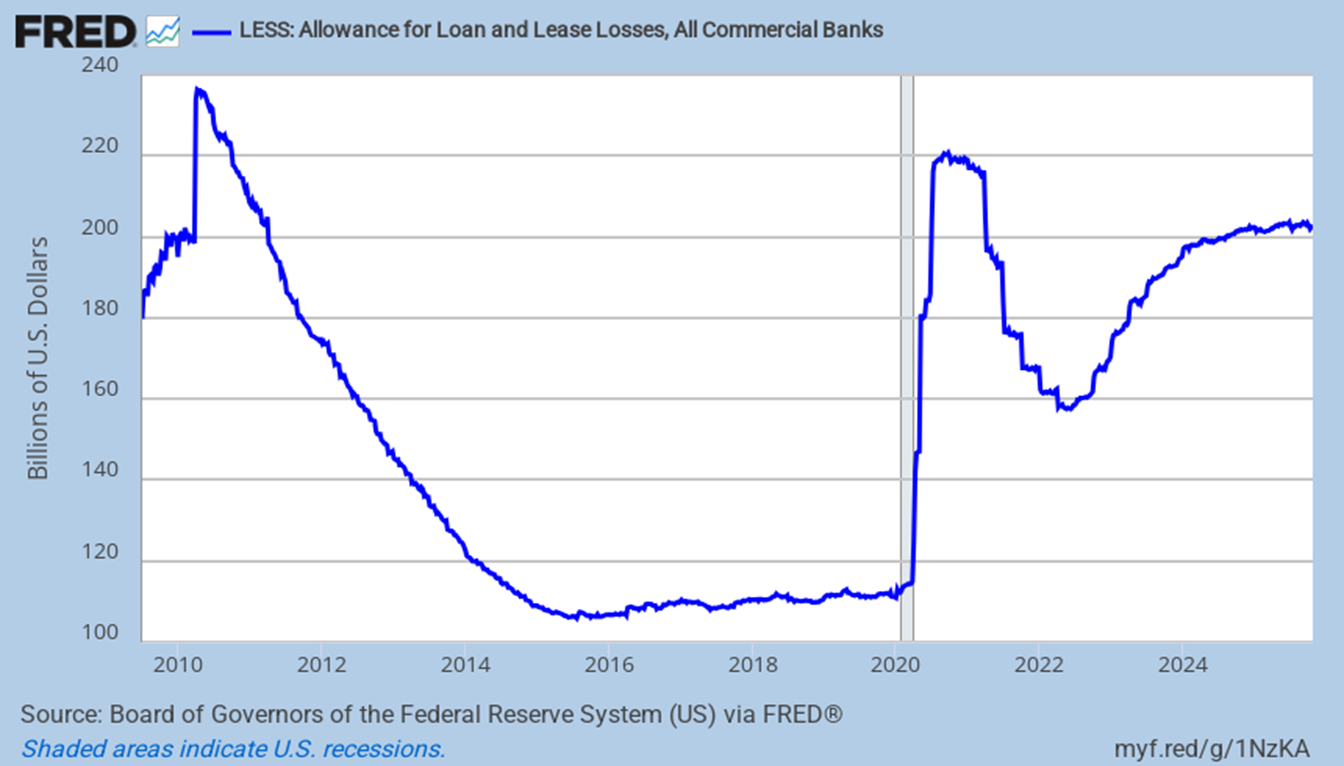 FRED LESS: Allowance for Loan and Lease Losses, All Commercial Banks
240
220
200
180
160
140
120
100
Billions of U.S. Dollars
2010 2012 2014 2016 2018 2020 2022 2024
Source: Board of Governors of the Federal Reserve System (US) via FRED®
Shaded areas indicate U.S. recessions.
myf.red/g/1NzKA